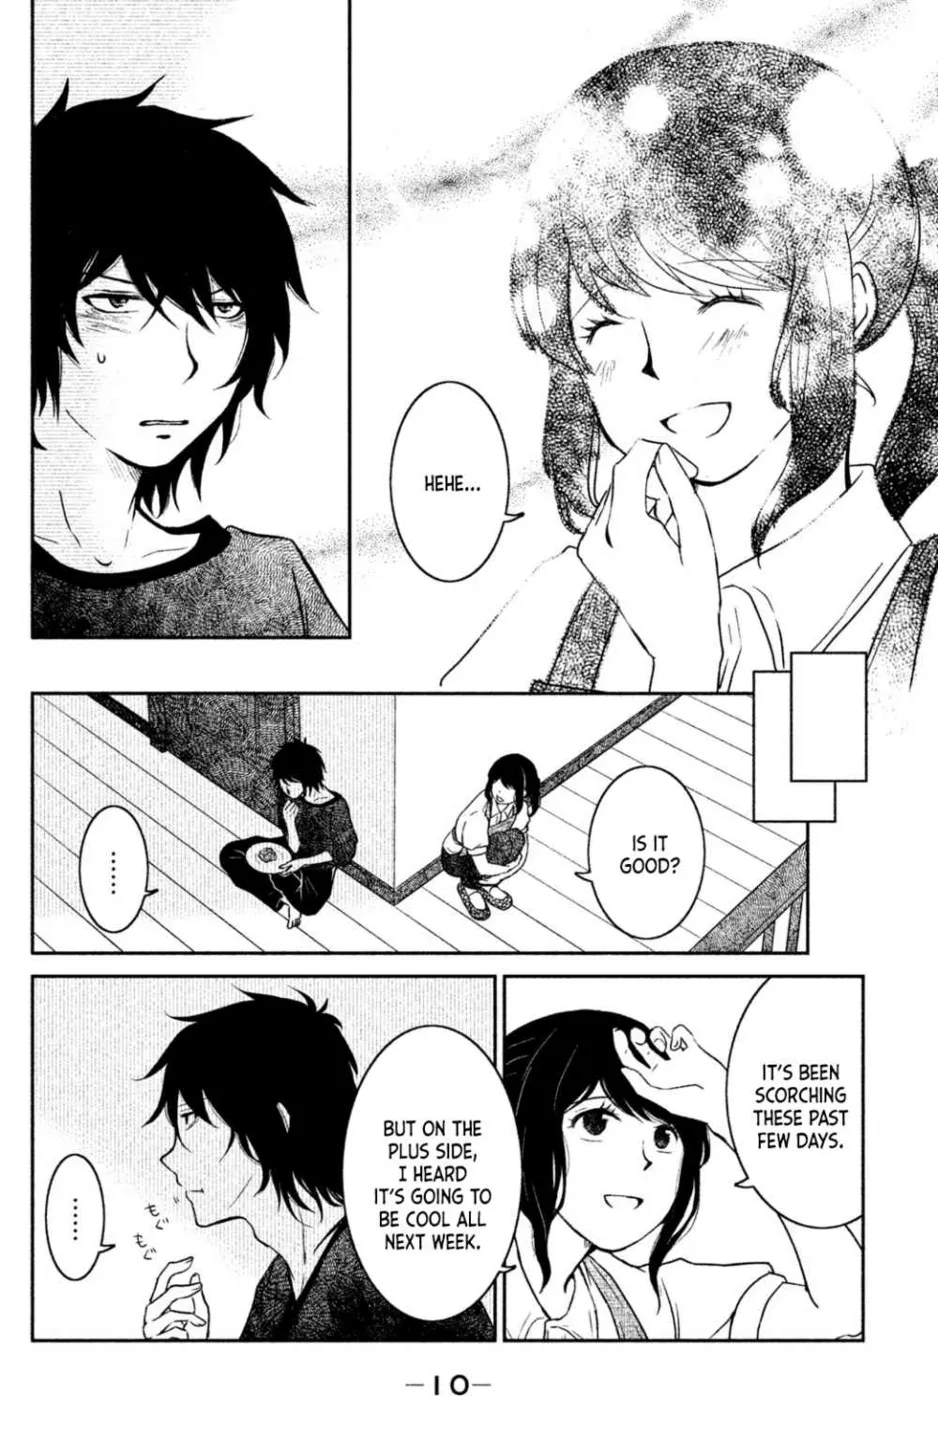 HEHE...
IS IT
GOOD?
......
IT'S BEEN
SCORCHING
THESE PAST
FEW DAYS.
BUT ON THE
PLUS SIDE,
I HEARD
IT'S GOING TO
BE COOL ALL
NEXT WEEK.
もぐ
もぐ
......
—10—